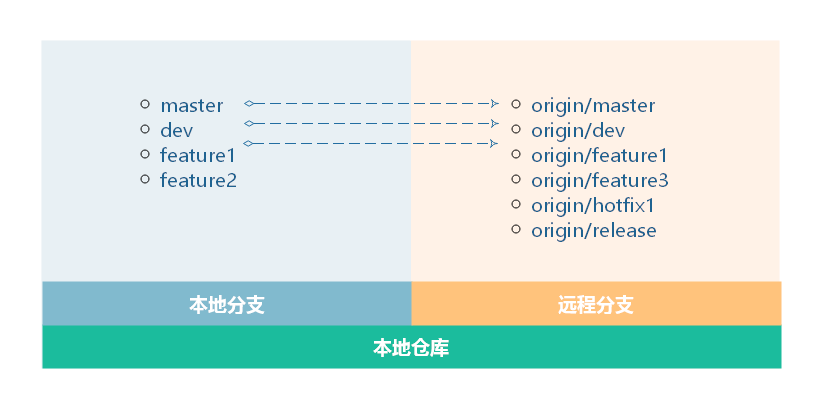 master
dev
feature1
feature2
origin/master
origin/dev
origin/feature1
origin/feature3
origin/hotfix1
origin/release
本地分支
远程分支
本地仓库